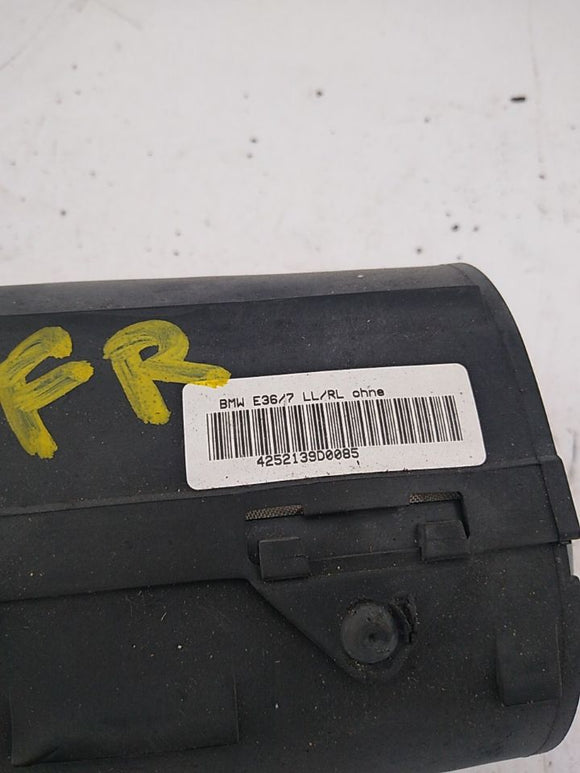 FR
BMW E36/7 LL/RL ohne
4252139D0085